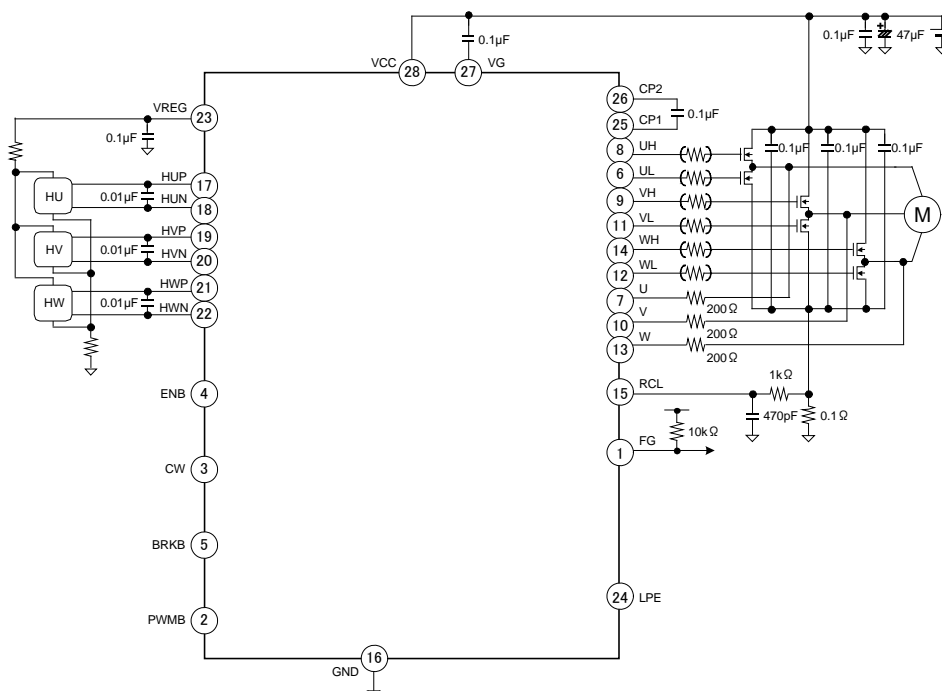 0.1µF
0.1µF
47µF
VCC
28
27
VG
VREG
23
0.1µF
26
CP2
25
CP1
0.1µF
8
UH
6
UL
9
VH
11
VL
14
WH
12
WL
7
U
200Ω
10
V
200Ω
13
W
200Ω
0.1µF
0.1µF
0.1µF
M
HU
HUP
17
0.01µF
HUN
18
HV
HVP
19
0.01µF
HVN
20
HW
HWP
21
0.01µF
HWN
22
ENB
4
15
RCL
1kΩ
470pF
0.1Ω
10kΩ
1
FG
CW
3
BRKB
5
24
LPE
PWMB
2
16
GND